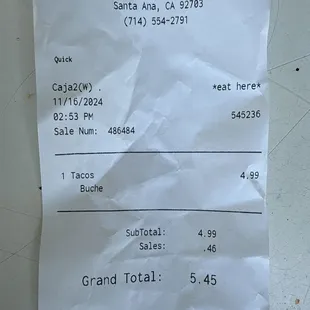 Santa Ana, CA 92703
(714) 554-2791
Quick
Caja2(W) . *eat here*
11/16/2024
02:53 PM 545236
Sale Num: 486484
1 Tacos 4.99
Buche
SubTotal: 4.99
Sales: .46
Grand Total: 5.45